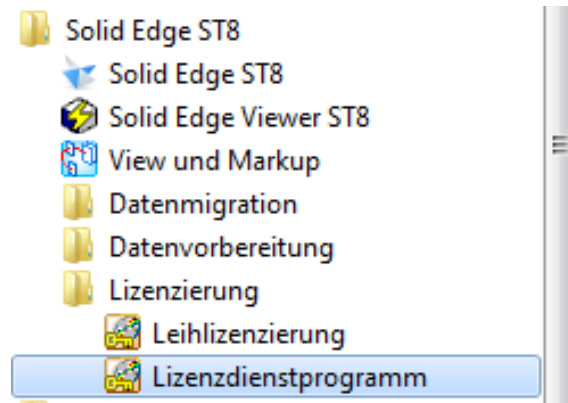 Solid Edge ST8
Solid Edge ST8
Solid Edge Viewer ST8
View und Markup
Datenmigration
Datenvorbereitung
Lizenzierung
Leihlizenzierung
Lizenzdienstprogramm